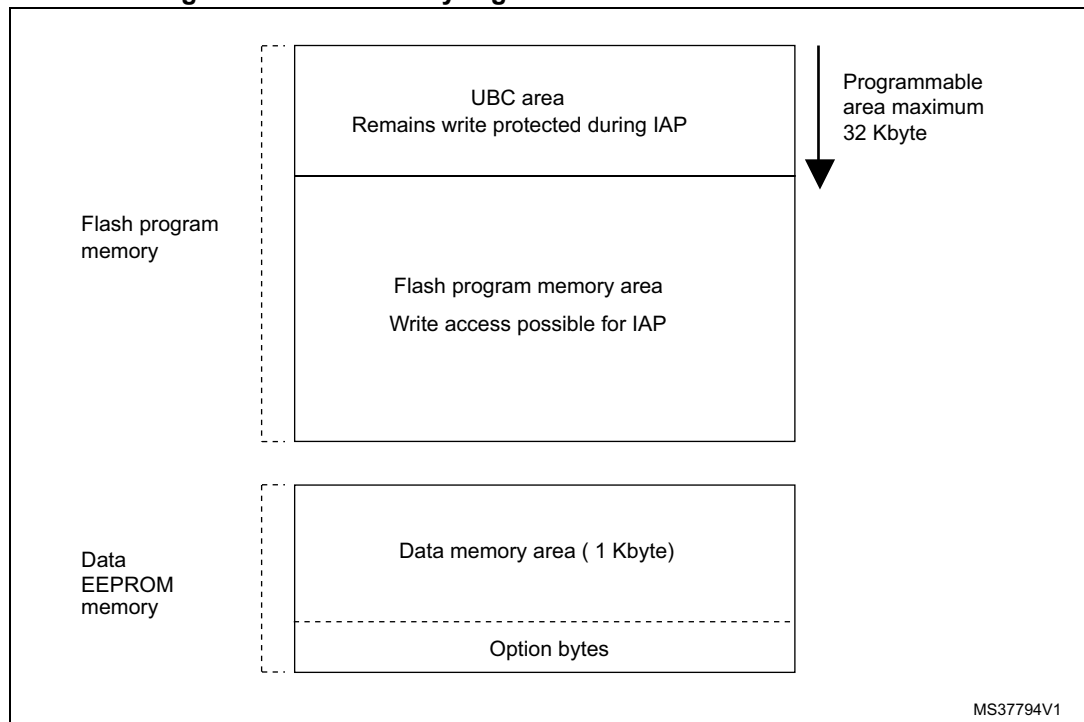 UBC area
Remains write protected during IAP
Programmable
area maximum
32 Kbyte
Flash program
memory
Flash program memory area
Write access possible for IAP
Data
EEPROM
memory
Data memory area ( 1 Kbyte)
Option bytes
MS37794V1